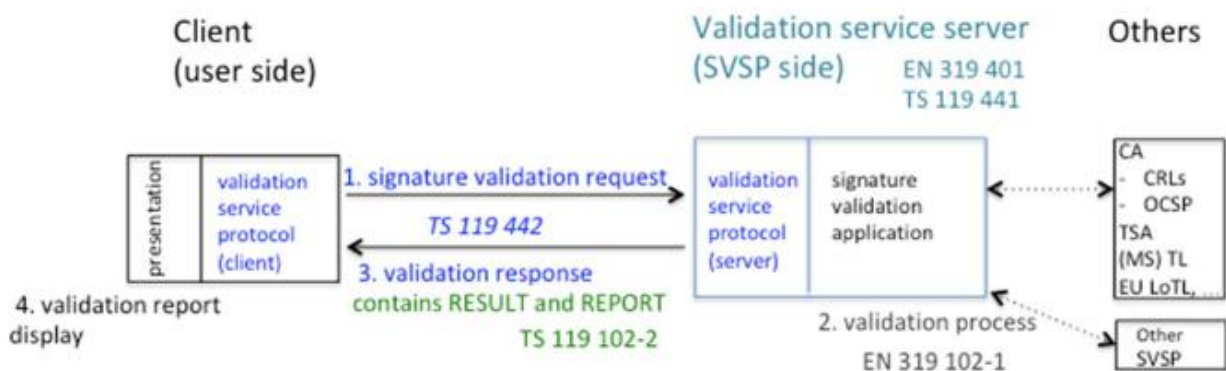 Client
(user side)
Validation service server
(SVSP side)
EN 319 401
TS 119 441
Others
presentation
validation
service
protocol
(client)
1. signature validation request
TS 119 442
3. validation response
contains RESULT and REPORT
TS 119 102-2
4. validation report
display
validation
service
protocol
(server)
signature
validation
application
2. validation process
EN 319 102-1
CA
- CRLs
- OCSP
TSA
(MS) TL
EU LoTL, ...
Other
SVSP